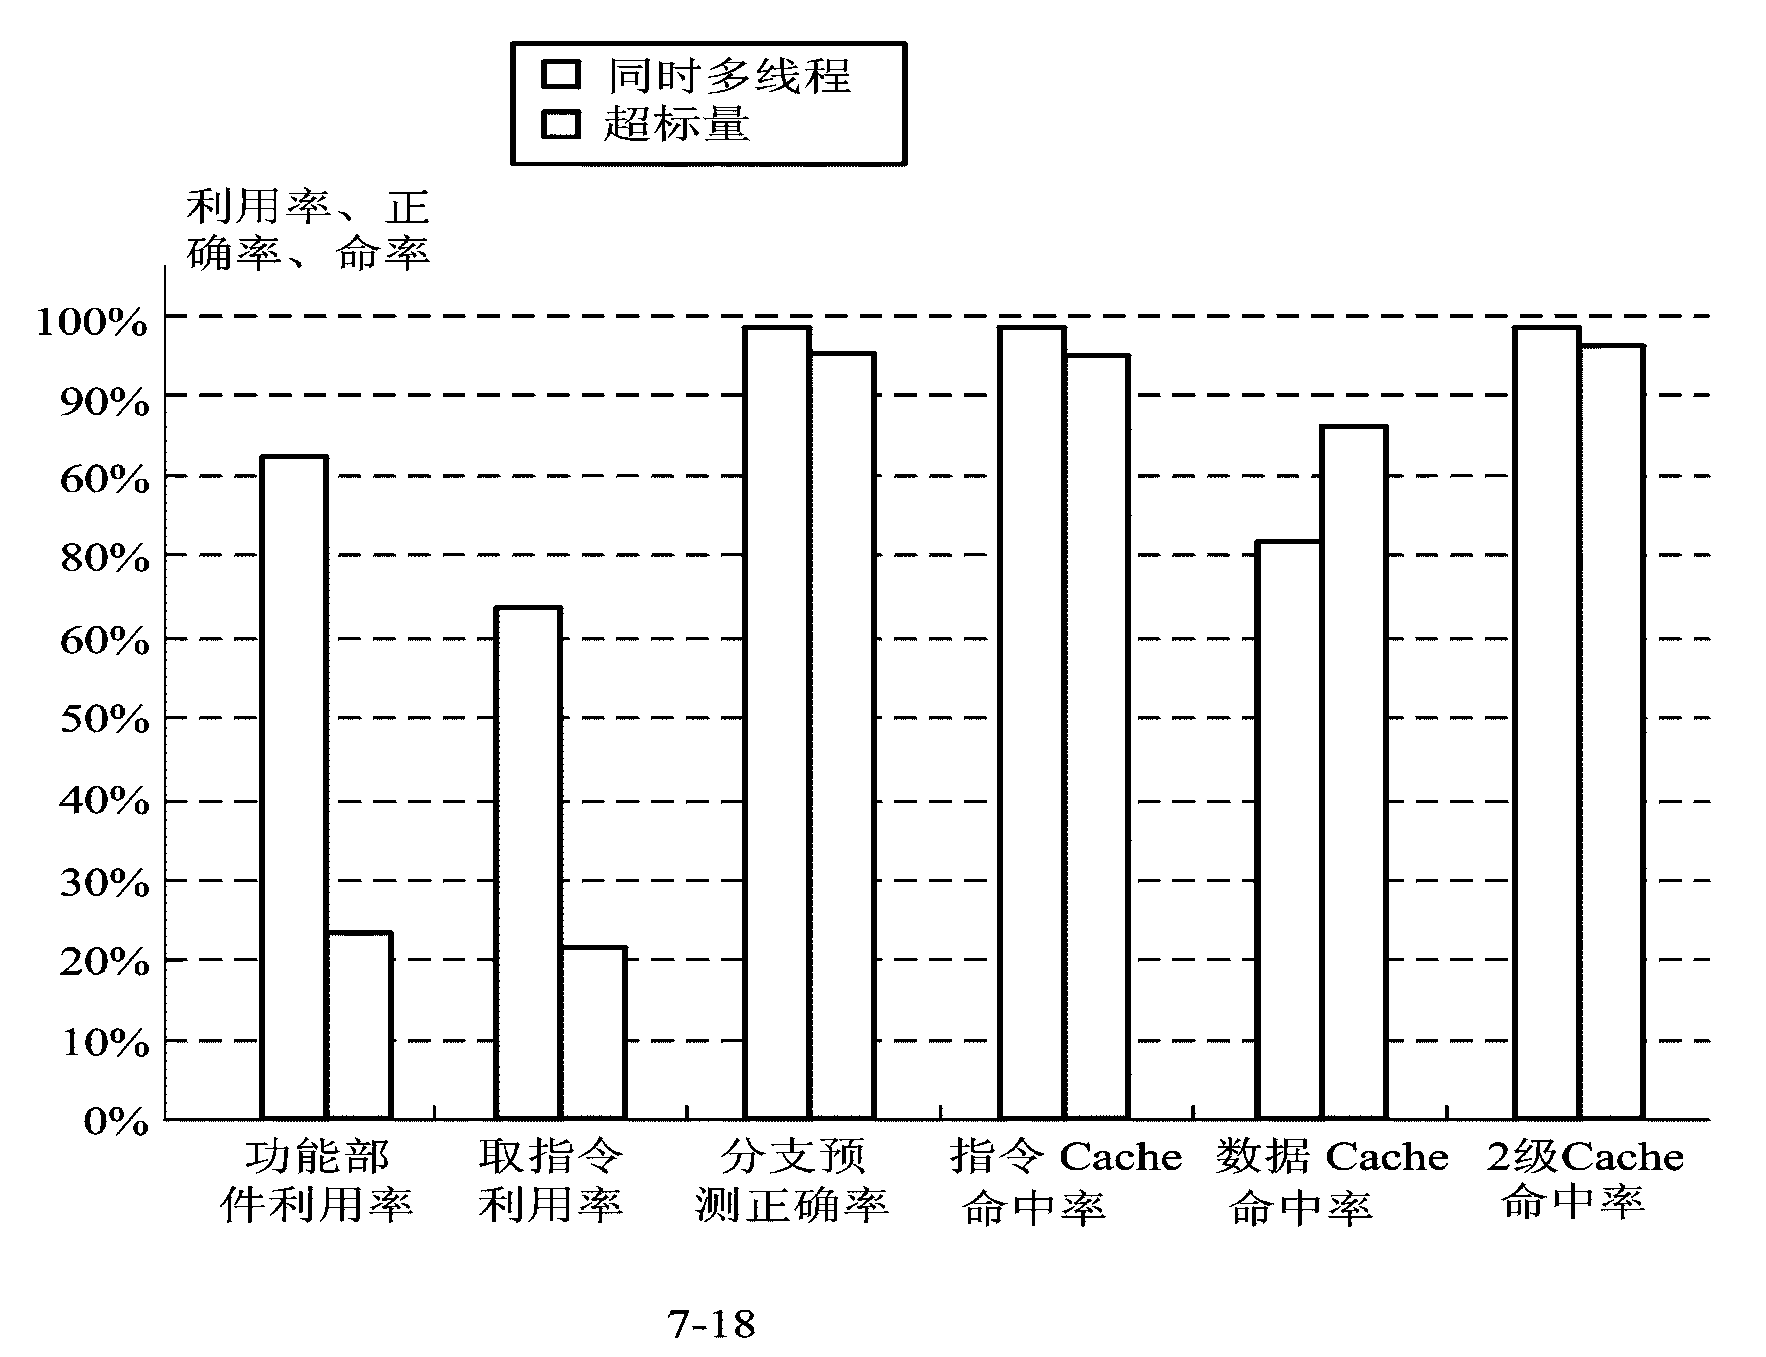 同时多线程
超标量
利用率、正
确率、命率
100%
90%
60%
80%
60%
50%
40%
30%
20%
10%
0%
功能部
件利用率
取指令
利用率
分支预
测正确率
指令 Cache
命中率
数据 Cache
命中率
2级Cache
命中率
7-18